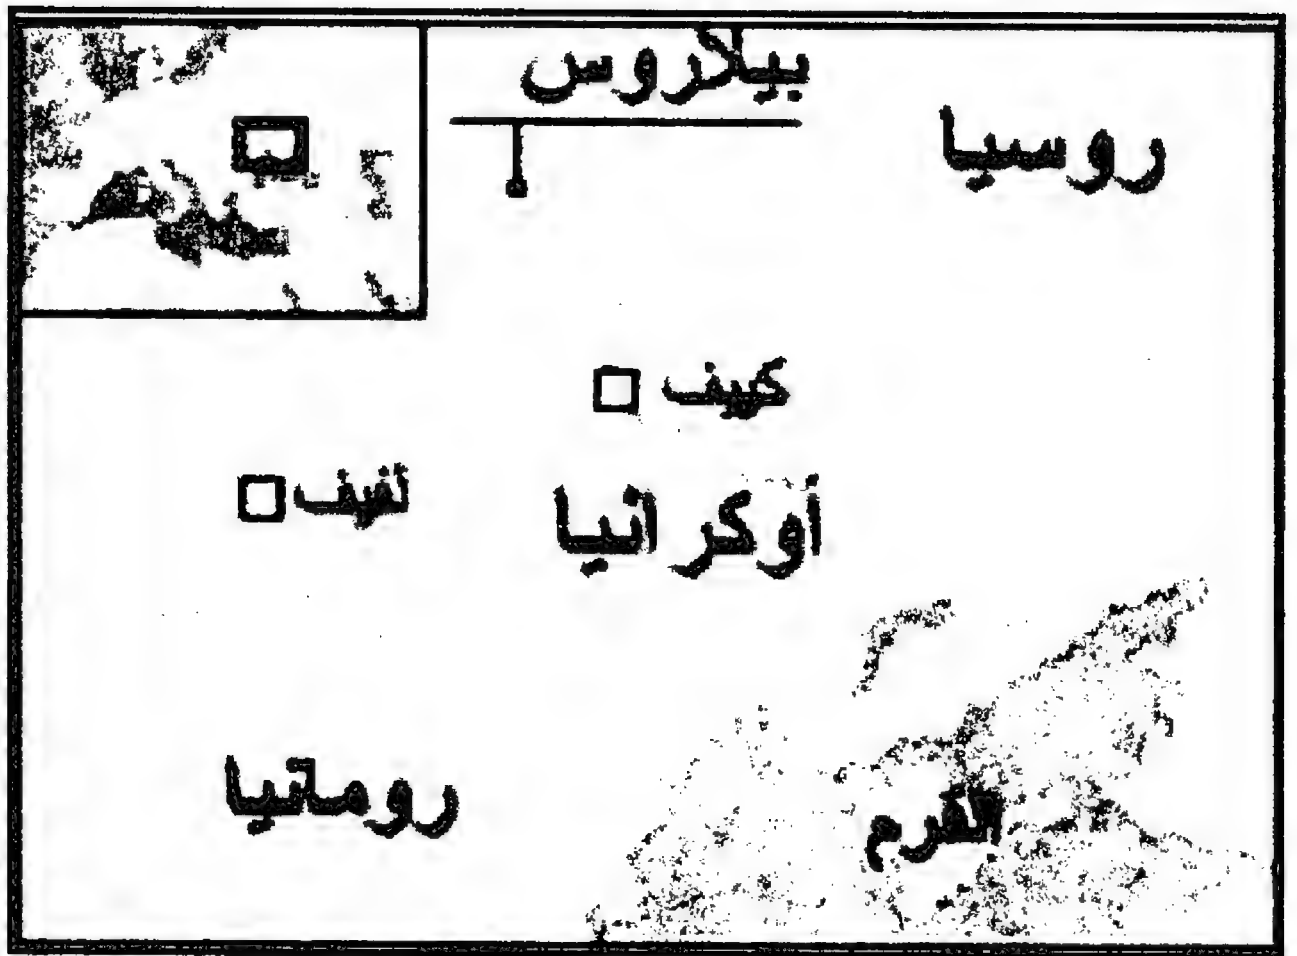 بيلاروس
روسيا
كييف
لفيف
أوكرانيا
رومانيا
القرم